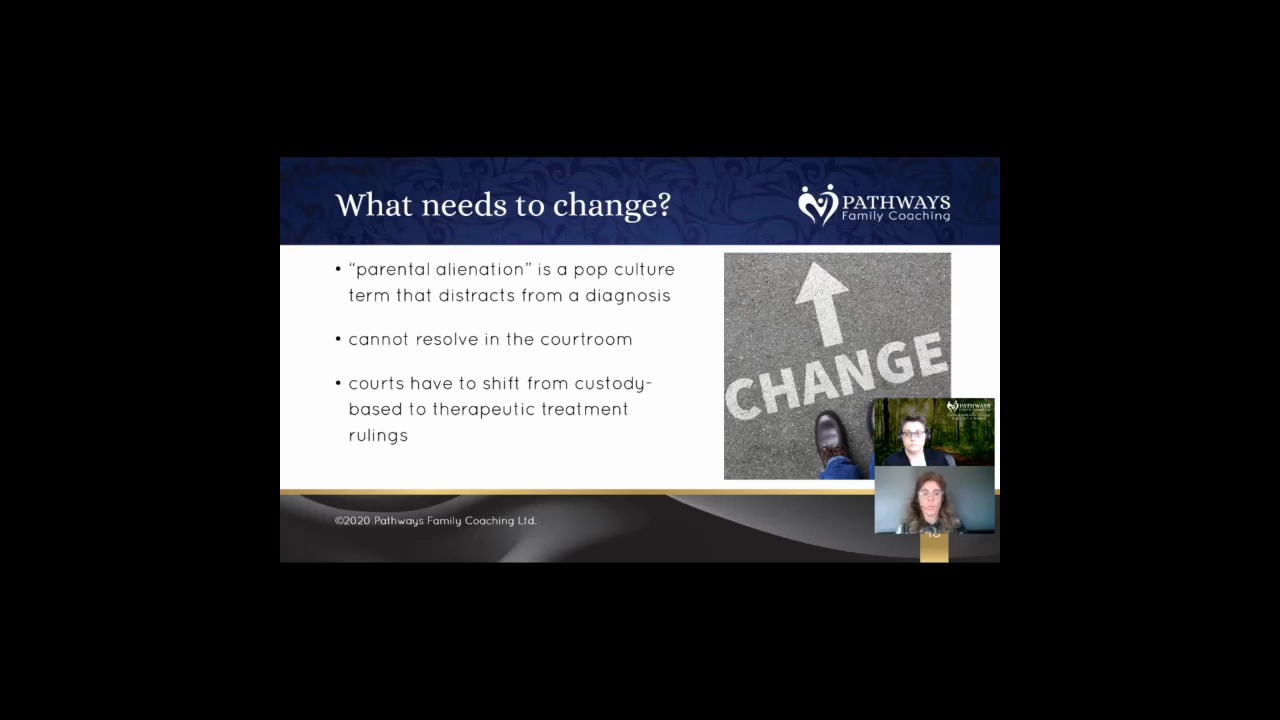 What needs to change?
PATHWAYS
Family Coaching
• “parental alienation” is a pop culture
term that distracts from a diagnosis
• cannot resolve in the courtroom
• courts have to shift from custody-
based to therapeutic treatment
rulings
CHANGE
PATHWAYS
©2020 Pathways Family Coaching Ltd.